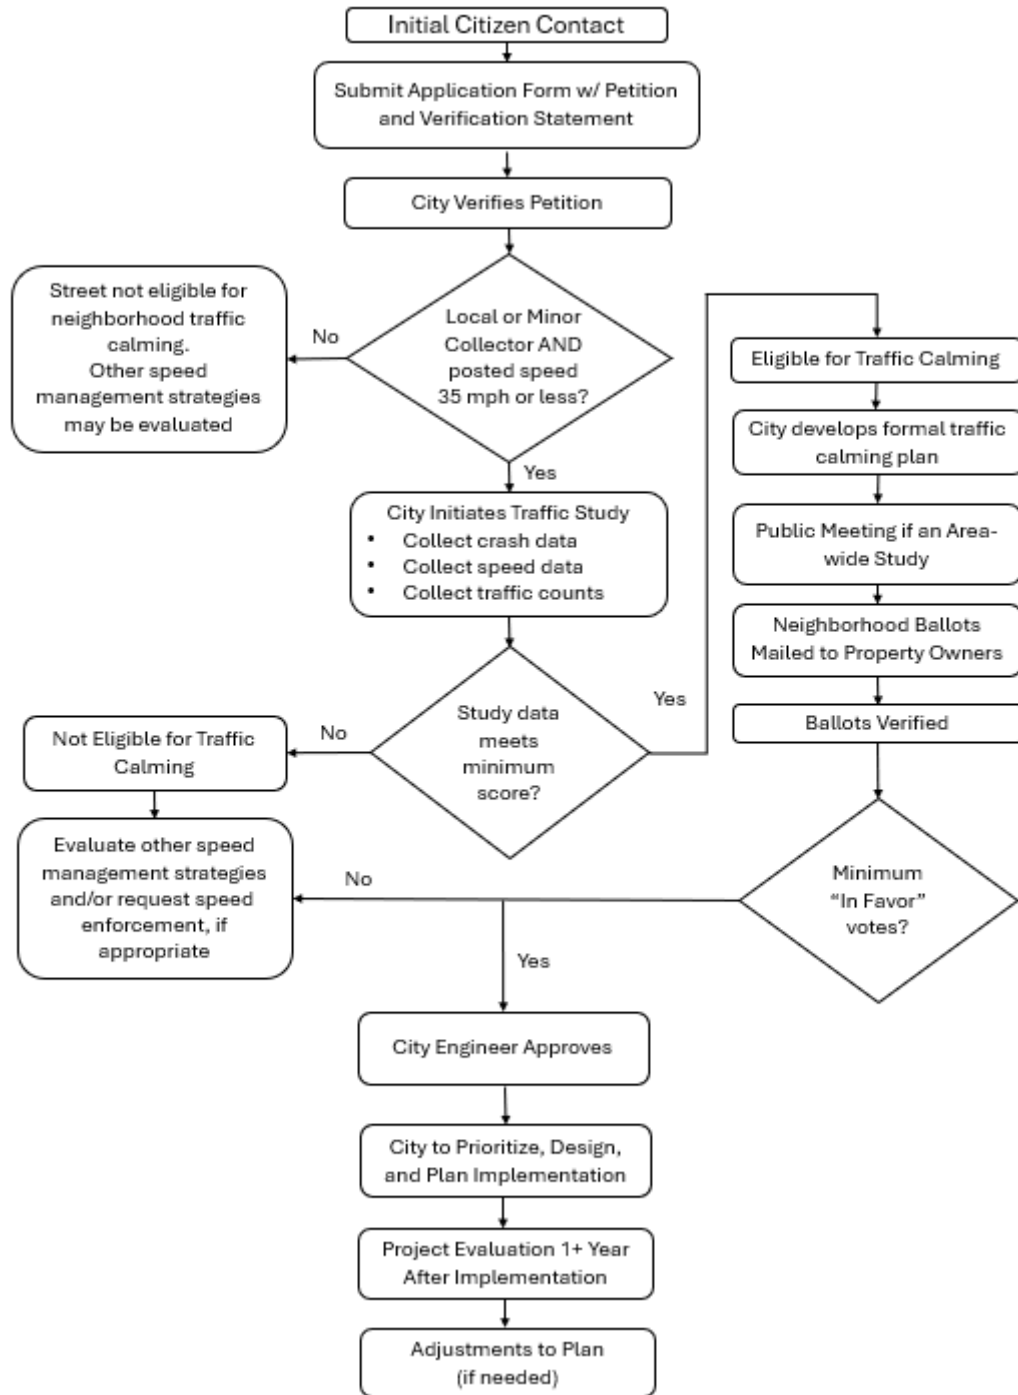 Initial Citizen Contact
Submit Application Form w/ Petition
and Verification Statement
City Verifies Petition
Local or Minor
Collector AND
posted speed
35 mph or less?
No
Street not eligible for
neighborhood traffic
calming.
Other speed
management strategies
may be evaluated
Yes
City Initiates Traffic Study
• Collect crash data
• Collect speed data
• Collect traffic counts
Study data
meets
minimum
score?
No
Not Eligible for Traffic
Calming
Evaluate other speed
management strategies
and/or request speed
enforcement, if
appropriate
Yes
Eligible for Traffic Calming
City develops formal traffic
calming plan
Public Meeting if an Area-
wide Study
Neighborhood Ballots
Mailed to Property Owners
Ballots Verified
Minimum
“In Favor”
votes?
No
Yes
City Engineer Approves
City to Prioritize, Design,
and Plan Implementation
Project Evaluation 1+ Year
After Implementation
Adjustments to Plan
(if needed)